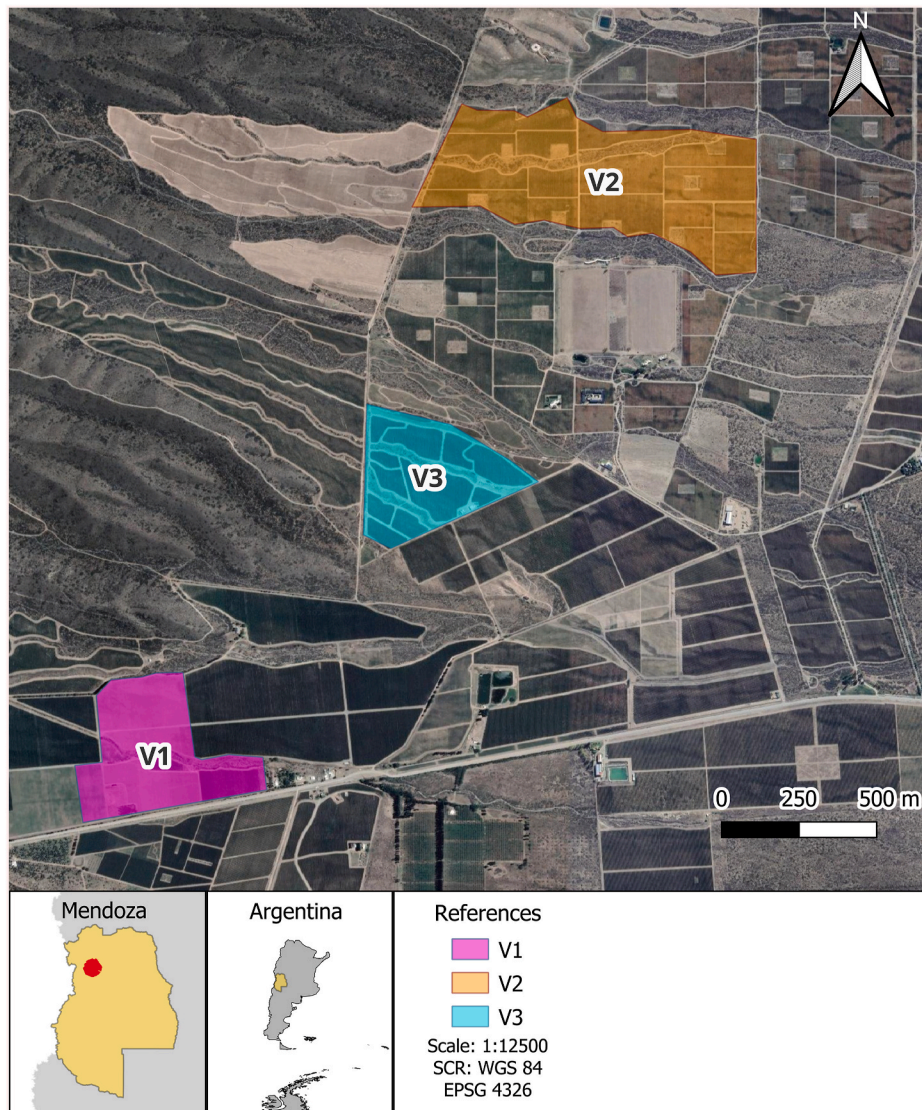 N
V2
V3
V1
0 250 500 m
Mendoza
Argentina
References
V1
V2
V3
Scale: 1:12500
SCR: WGS 84
EPSG 4326